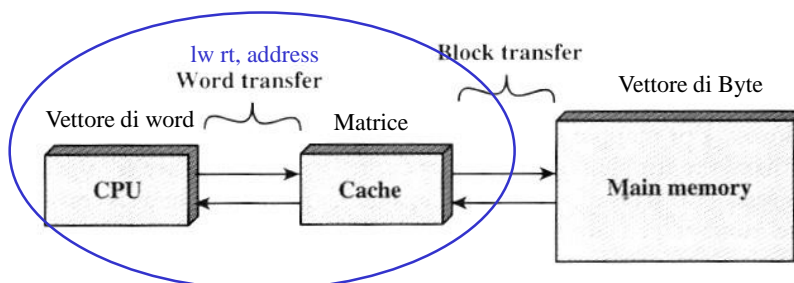 lw rt, address
Word transfer
Block transfer
Vettore di Byte
Vettore di word
Matrice
CPU
Cache
Main memory